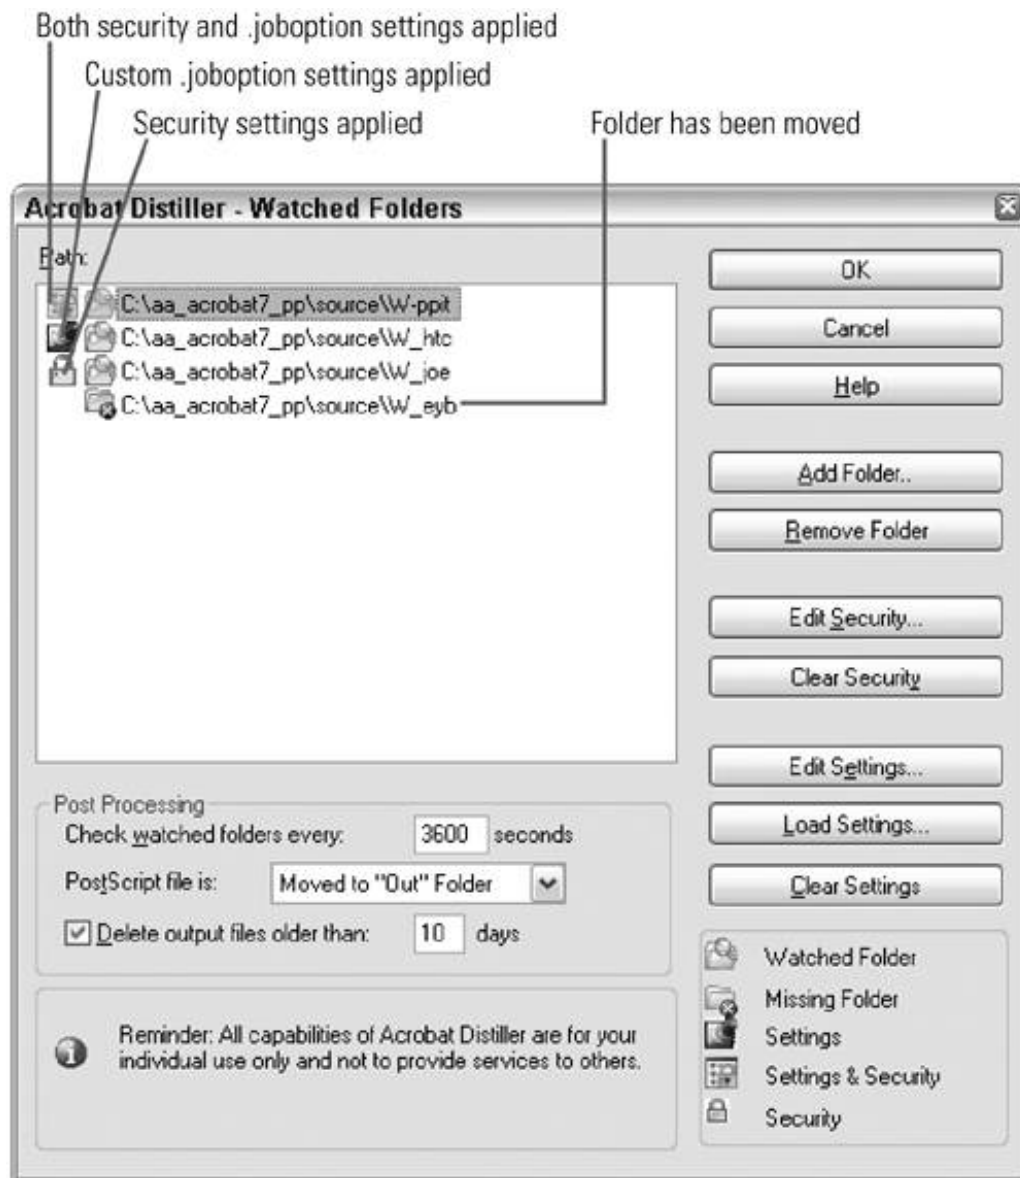 Both security and .joboption settings applied
Custom .joboption settings applied
Security settings applied
Folder has been moved
Acrobat Distiller - Watched Folders
Path:
C:\aa_acrobat7_pp\source\W-ppit
C:\aa_acrobat7_pp\source\W_htc
C:\aa_acrobat7_pp\source\W_joe
C:\aa_acrobat7_pp\source\W_eyb
OK
Cancel
Help
Add Folder..
Remove Folder
Edit Security...
Clear Security
Edit Settings...
Load Settings...
Clear Settings
Post Processing
Check watched folders every: 3600 seconds
PostScript file is: Moved to "Out" Folder
Delete output files older than: 10 days
Reminder: All capabilities of Acrobat Distiller are for your
individual use only and not to provide services to others.
Watched Folder
Missing Folder
Settings
Settings & Security
Security